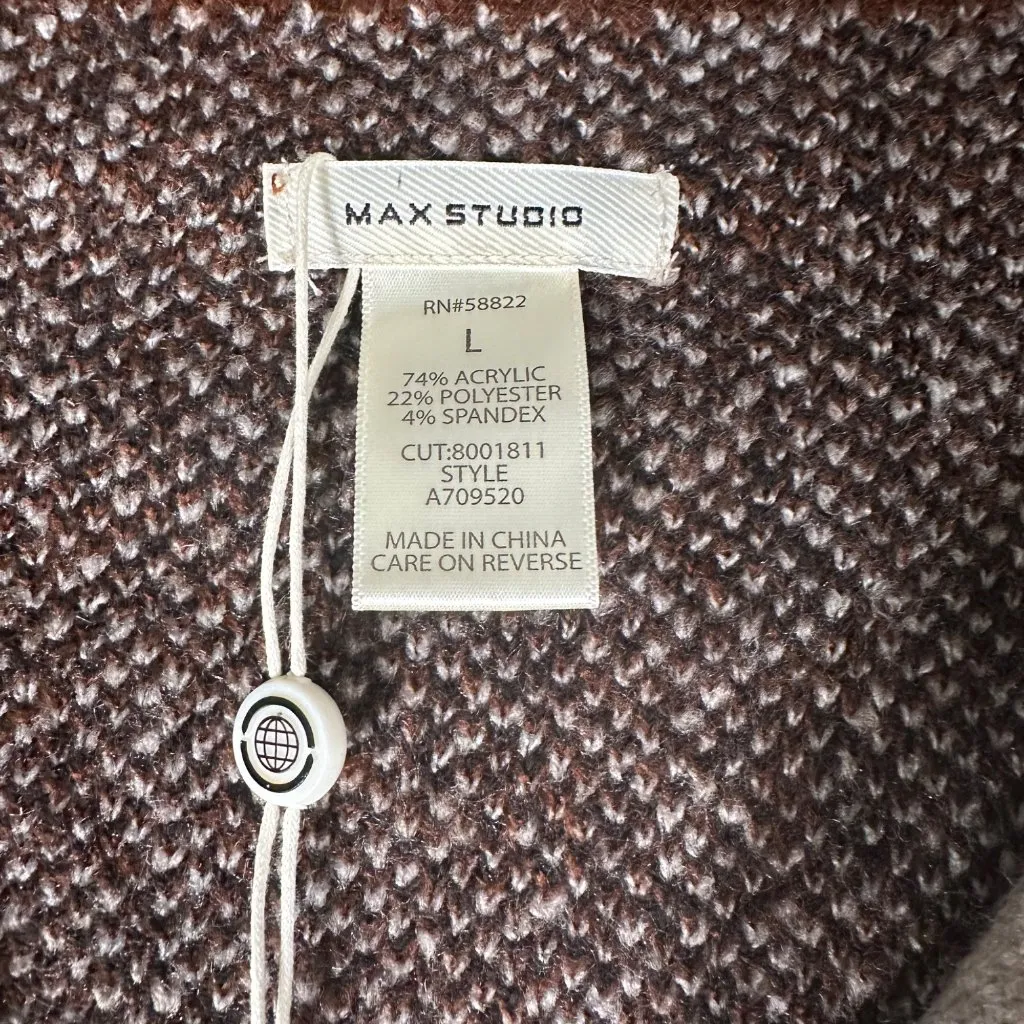 MAX STUDIO
RN#58822
L
74% ACRYLIC
22% POLYESTER
4% SPANDEX
CUT:8001811
STYLE
A709520
MADE IN CHINA
CARE ON REVERSE